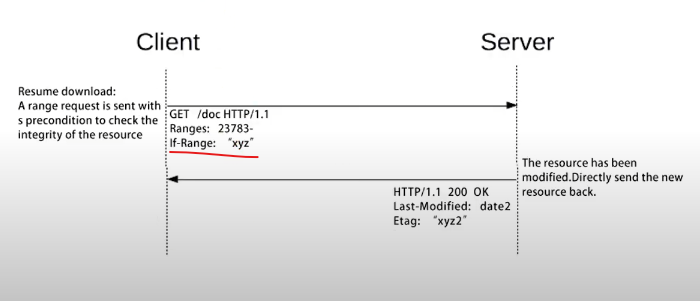 Client
Server
Resume download:
A range request is sent with
s precondition to check the
integrity of the resource
GET /doc HTTP/1.1
Ranges: 23783-
If-Range: "xyz"
The resource has been
modified.Directly send the new
resource back.
HTTP/1.1 200 OK
Last-Modified: date2
Etag: "xyz2"